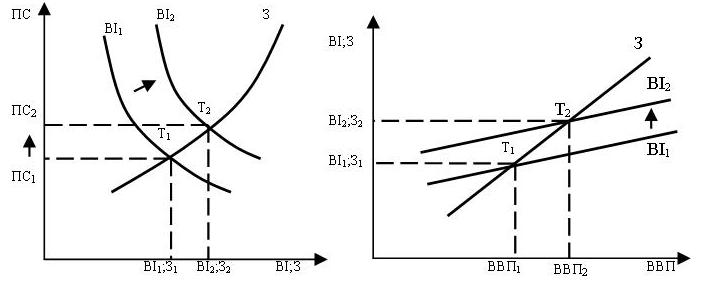 ПС
ВІ₁
ВІ₂
З
ПС₂
Т₂
Т₁
ПС₁
ВІ₁;З₁
ВІ₂;З₂
ВІ;З
ВІ;З
З
ВІ₂
Т₂
ВІ₂;З₂
ВІ₁
Т₁
ВІ₁;З₁
ВВП₁
ВВП₂
ВВП